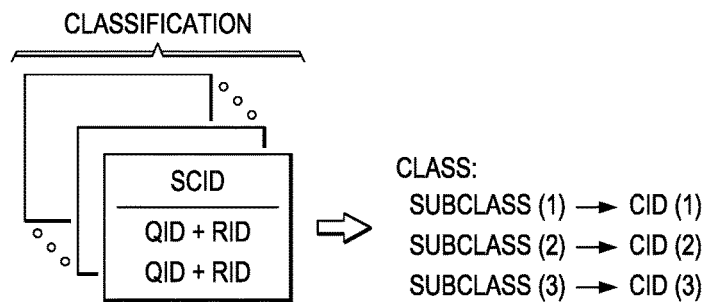 CLASSIFICATION
SCID
QID + RID
QID + RID
CLASS:
SUBCLASS (1) → CID (1)
SUBCLASS (2) → CID (2)
SUBCLASS (3) → CID (3)